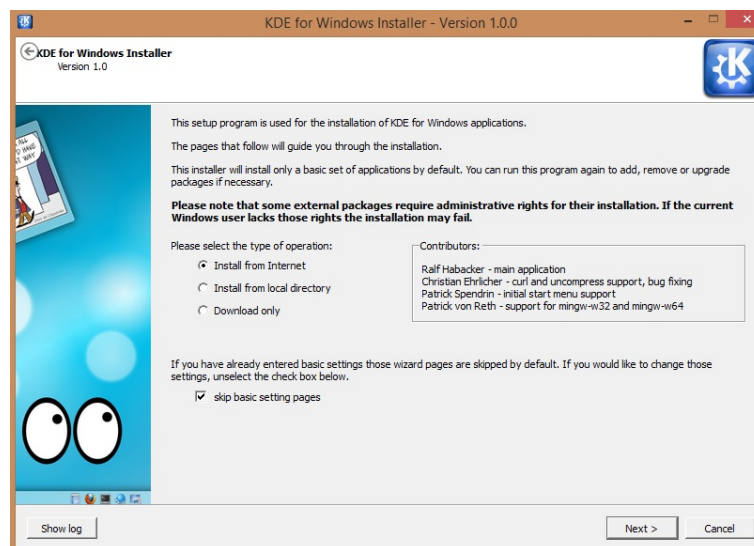 KDE for Windows Installer - Version 1.0.0
KDE for Windows Installer
Version 1.0
This setup program is used for the installation of KDE for Windows applications.
The pages that follow will guide you through the installation.
This installer will install only a basic set of applications by default. You can run this program again to add, remove or upgrade
packages if necessary.
Please note that some external packages require administrative rights for their installation. If the current
Windows user lacks those rights the installation may fail.
Please select the type of operation:
Install from Internet
Install from local directory
Download only
Contributors:
Ralf Habacker - main application
Christian Ehrlicher - curl and uncompress support, bug fixing
Patrick Spendrin - initial start menu support
Patrick von Reth - support for mingw-w32 and mingw-w64
If you have already entered basic settings those wizard pages are skipped by default. If you would like to change those
settings, unselect the check box below.
skip basic setting pages
Show log
Next >
Cancel